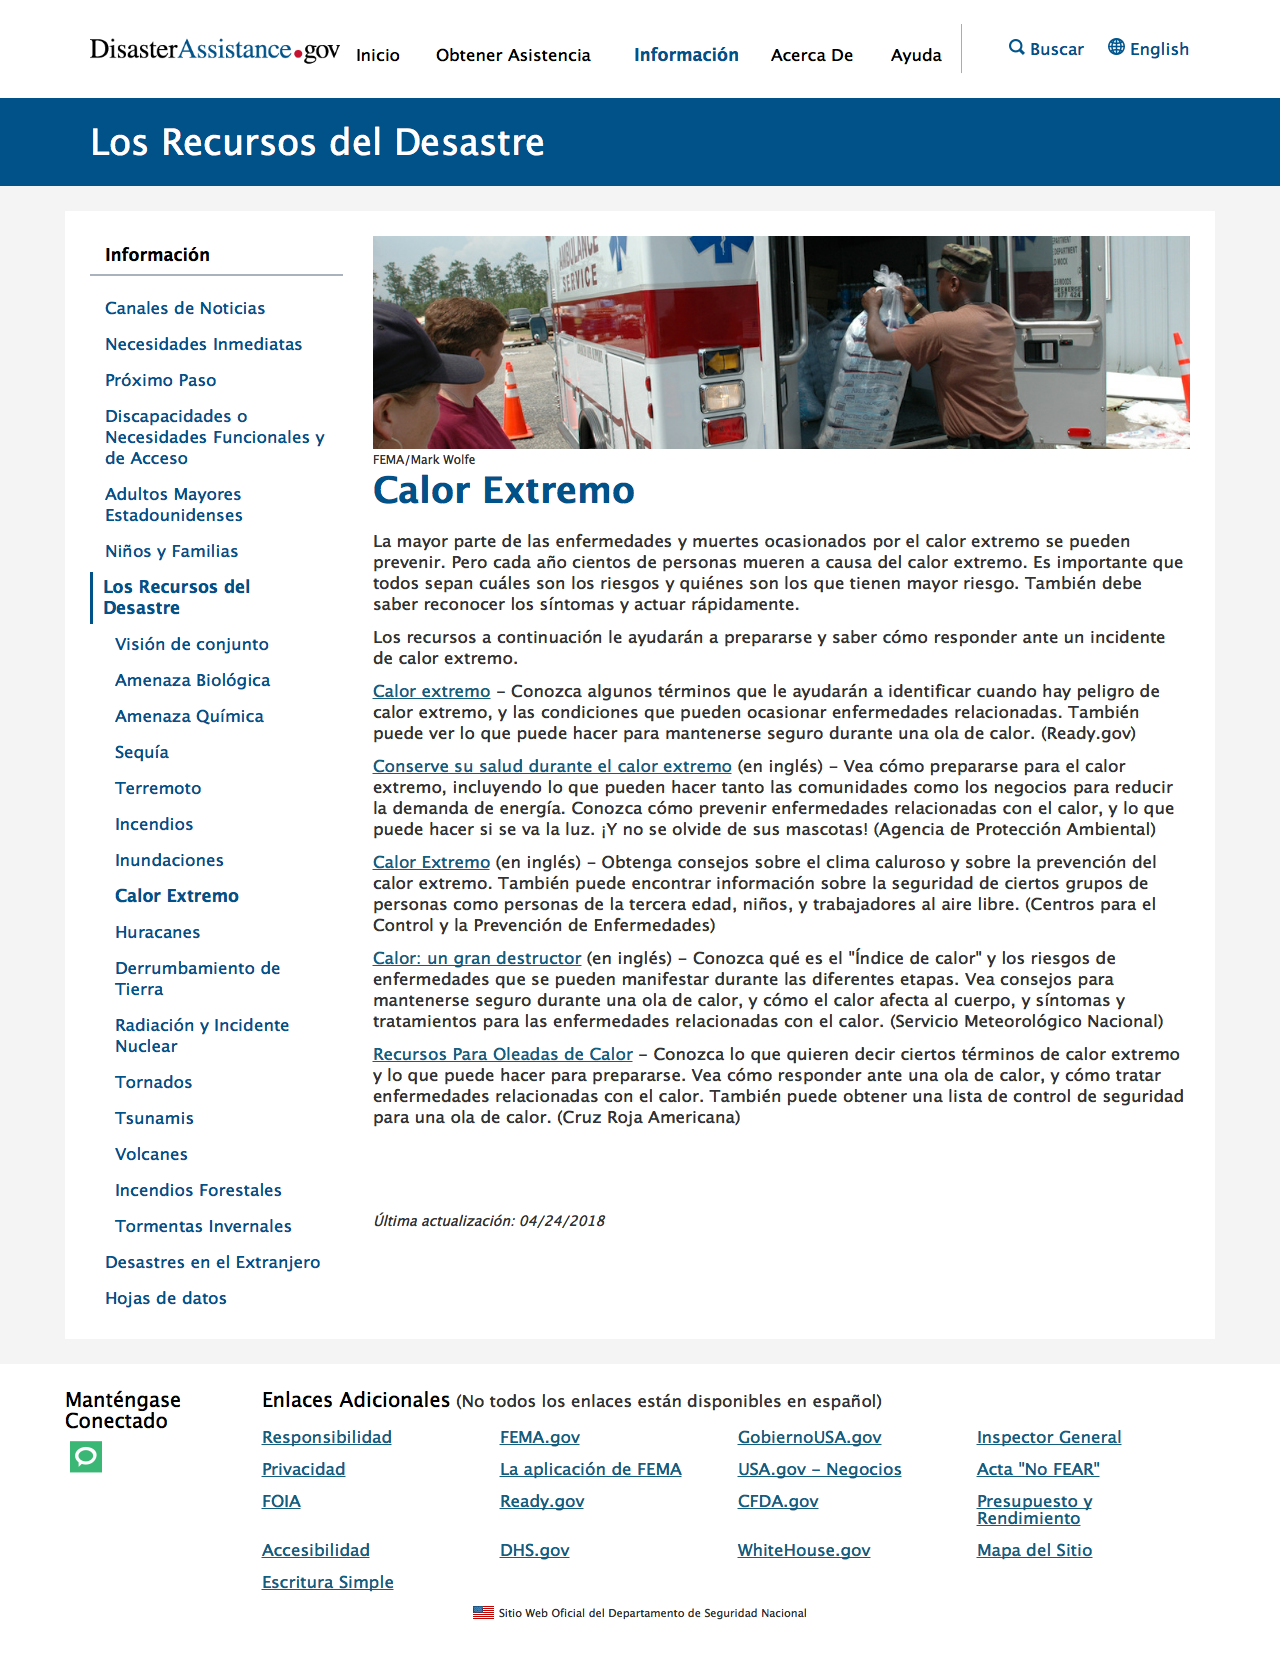 DisasterAssistance.gov
Inicio
Obtener Asistencia
Información
Acerca De
Ayuda
Buscar
English
Los Recursos del Desastre
Información
Canales de Noticias
Necesidades Inmediatas
Próximo Paso
Discapacidades o
Necesidades Funcionales y
de Acceso
Adultos Mayores
Estadounidenses
Niños y Familias
Los Recursos del
Desastre
Visión de conjunto
Amenaza Biológica
Amenaza Química
Sequía
Terremoto
Incendios
Inundaciones
Calor Extremo
Huracanes
Derrumbamiento de
Tierra
Radiación y Incidente
Nuclear
Tornados
Tsunamis
Volcanes
Incendios Forestales
Tormentas Invernales
Desastres en el Extranjero
Hojas de datos
AMBULANCE
SERVICE
FEMA/Mark Wolfe
Calor Extremo
La mayor parte de las enfermedades y muertes ocasionados por el calor extremo se pueden
prevenir. Pero cada año cientos de personas mueren a causa del calor extremo. Es importante que
todos sepan cuáles son los riesgos y quiénes son los que tienen mayor riesgo. También debe
saber reconocer los síntomas y actuar rápidamente.
Los recursos a continuación le ayudarán a prepararse y saber cómo responder ante un incidente
de calor extremo.
Calor extremo – Conozca algunos términos que le ayudarán a identificar cuando hay peligro de
calor extremo, y las condiciones que pueden ocasionar enfermedades relacionadas. También
puede ver lo que puede hacer para mantenerse seguro durante una ola de calor. (Ready.gov)
Conserve su salud durante el calor extremo (en inglés) – Vea cómo prepararse para el calor
extremo, incluyendo lo que pueden hacer tanto las comunidades como los negocios para reducir
la demanda de energía. Conozca cómo prevenir enfermedades relacionadas con el calor, y lo que
puede hacer si se va la luz. ¡Y no se olvide de sus mascotas! (Agencia de Protección Ambiental)
Calor Extremo (en inglés) – Obtenga consejos sobre el clima caluroso y sobre la prevención del
calor extremo. También puede encontrar información sobre la seguridad de ciertos grupos de
personas como personas de la tercera edad, niños, y trabajadores al aire libre. (Centros para el
Control y la Prevención de Enfermedades)
Calor: un gran destructor (en inglés) – Conozca qué es el "Índice de calor" y los riesgos de
enfermedades que se pueden manifestar durante las diferentes etapas. Vea consejos para
mantenerse seguro durante una ola de calor, y cómo el calor afecta al cuerpo, y síntomas y
tratamientos para las enfermedades relacionadas con el calor. (Servicio Meteorológico Nacional)
Recursos Para Oleadas de Calor – Conozca lo que quieren decir ciertos términos de calor extremo
y lo que puede hacer para prepararse. Vea cómo responder ante una ola de calor, y cómo tratar
enfermedades relacionadas con el calor. También puede obtener una lista de control de seguridad
para una ola de calor. (Cruz Roja Americana)
Última actualización: 04/24/2018
Manténgase
Conectado
Enlaces Adicionales (No todos los enlaces están disponibles en español)
Responsibilidad
FEMA.gov
GobiernoUSA.gov
Inspector General
Privacidad
La aplicación de FEMA
USA.gov – Negocios
Acta "No FEAR"
FOIA
Ready.gov
CFDA.gov
Presupuesto y
Rendimiento
Accesibilidad
DHS.gov
WhiteHouse.gov
Mapa del Sitio
Escritura Simple
Sitio Web Oficial del Departamento de Seguridad Nacional